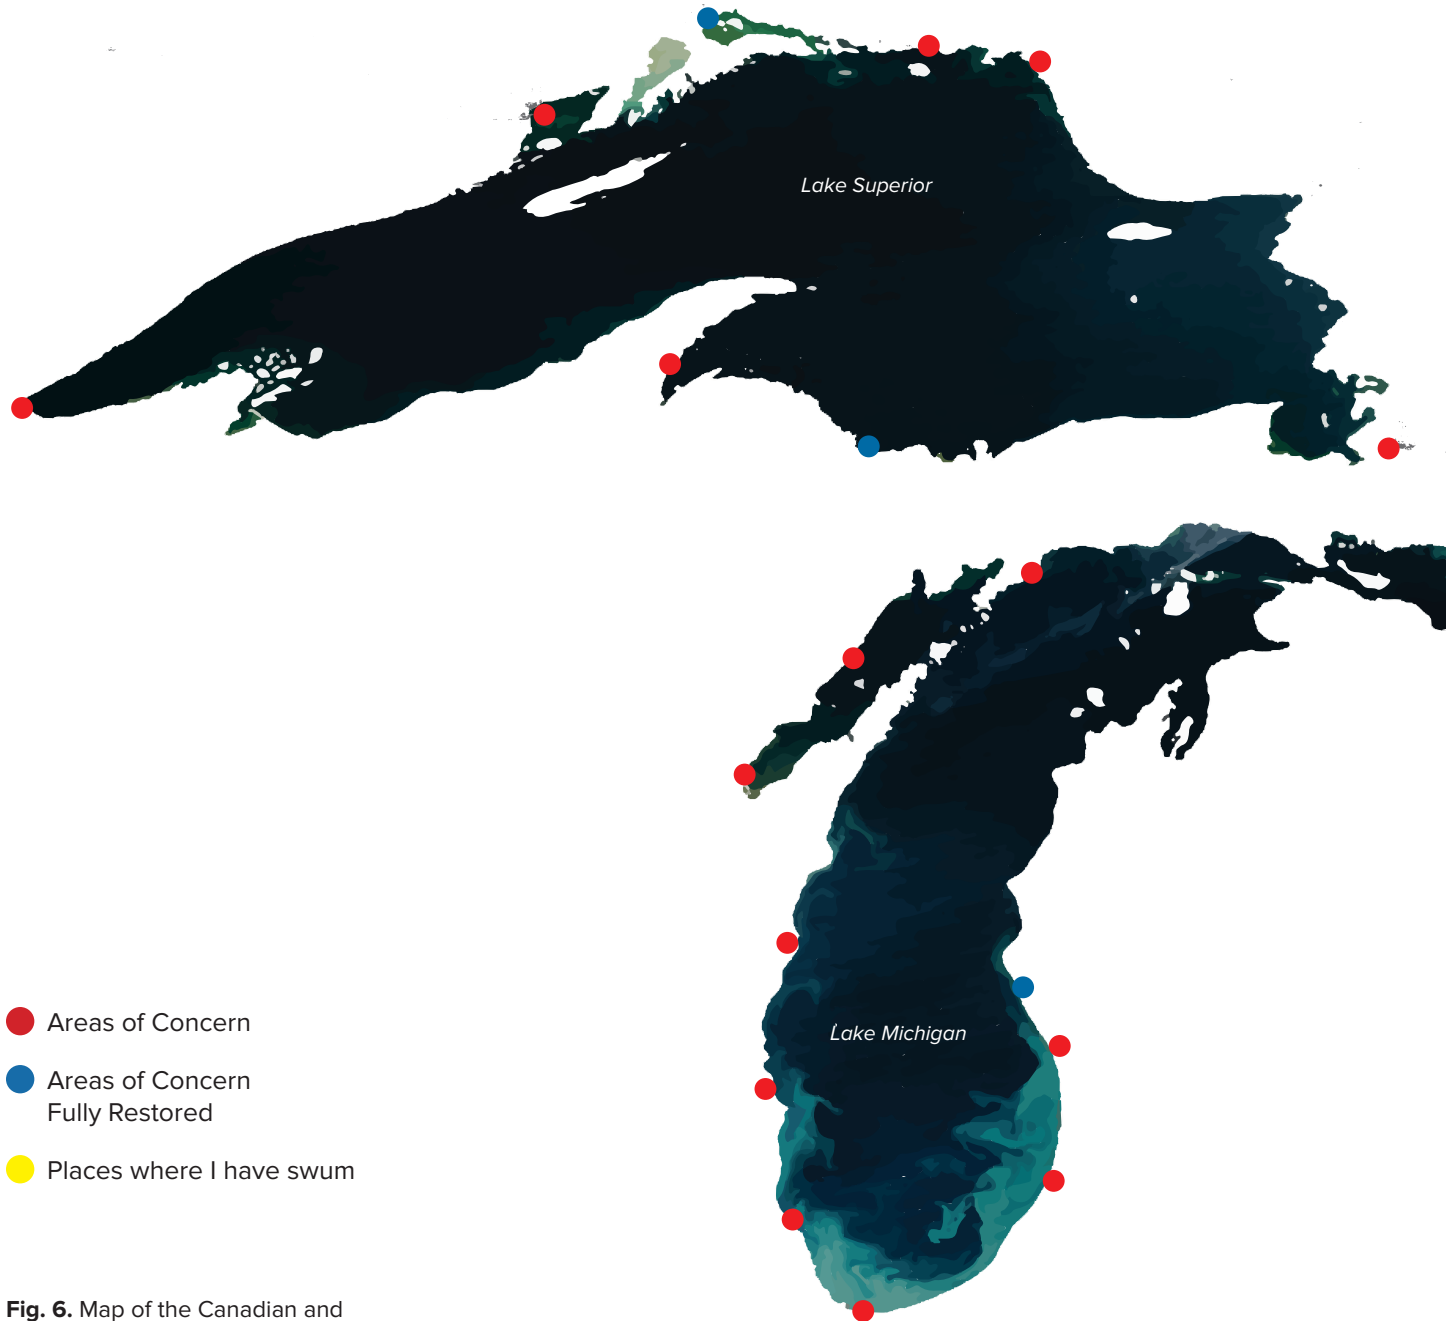 Lake Superior
Lake Michigan
Areas of Concern
Areas of Concern
Fully Restored
Places where I have swum
Fig. 6. Map of the Canadian and